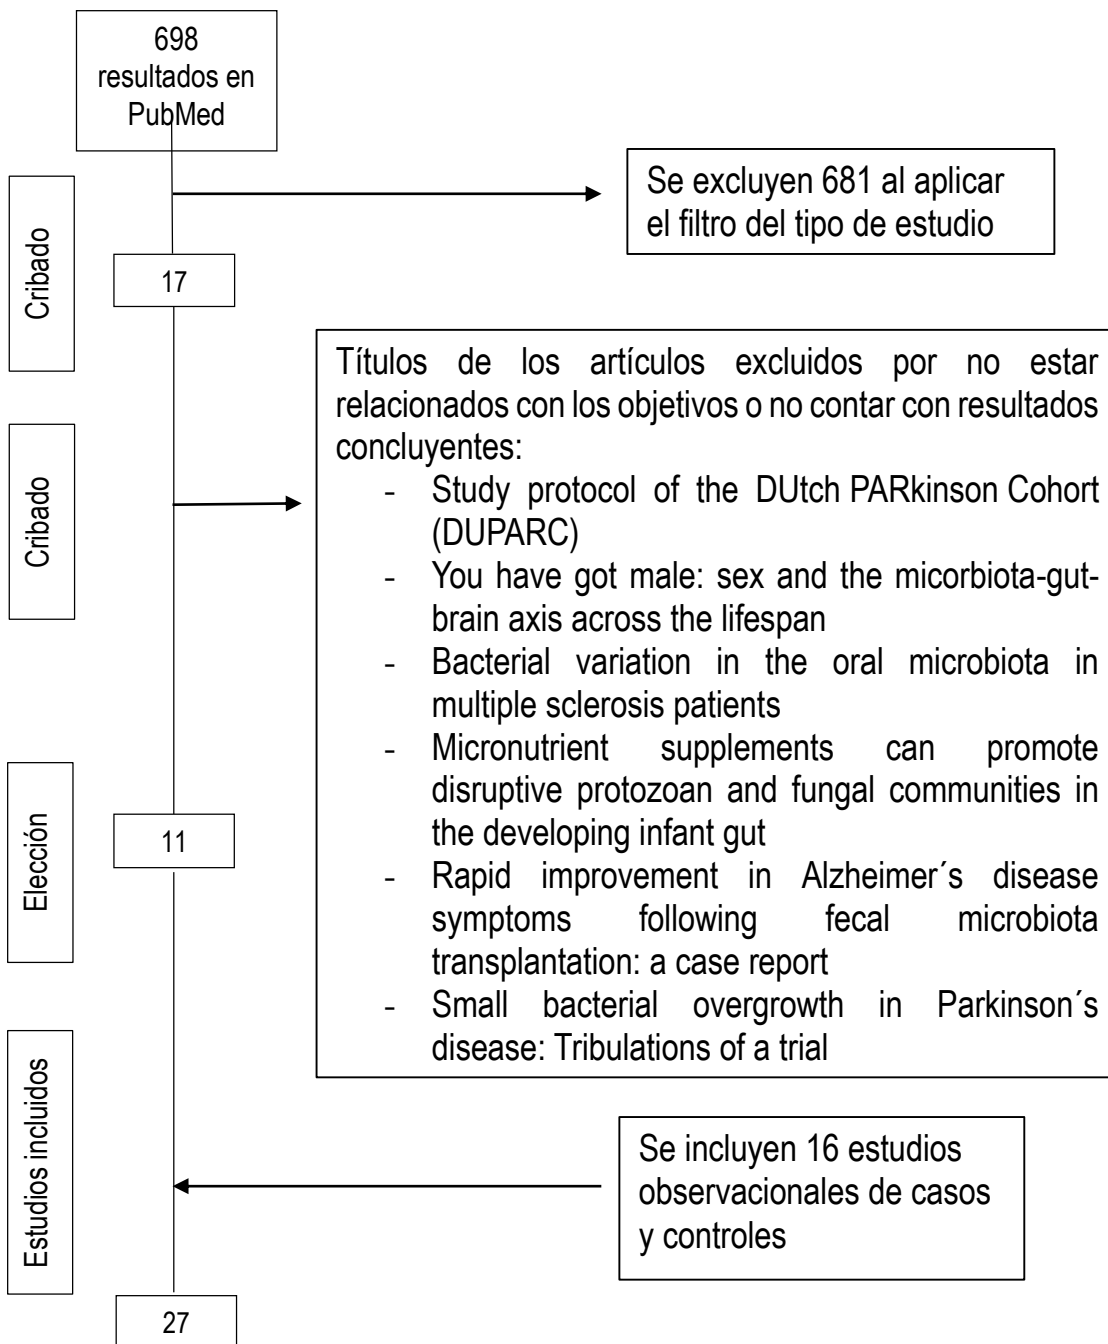 698
resultados en
PubMed
Se excluyen 681 al aplicar
el filtro del tipo de estudio
Cribado
17
Títulos de los artículos excluidos por no estar
relacionados con los objetivos o no contar con resultados
concluyentes:
- Study protocol of the DUtch PARkinson Cohort
(DUPARC)
- You have got male: sex and the micorbiota-gut-
brain axis across the lifespan
- Bacterial variation in the oral microbiota in
multiple sclerosis patients
- Micronutrient supplements can promote
disruptive protozoan and fungal communities in
the developing infant gut
- Rapid improvement in Alzheimer´s disease
symptoms following fecal microbiota
transplantation: a case report
- Small bacterial overgrowth in Parkinson´s
disease: Tribulations of a trial
Cribado
Elección
11
Estudios incluidos
Se incluyen 16 estudios
observacionales de casos
y controles
27